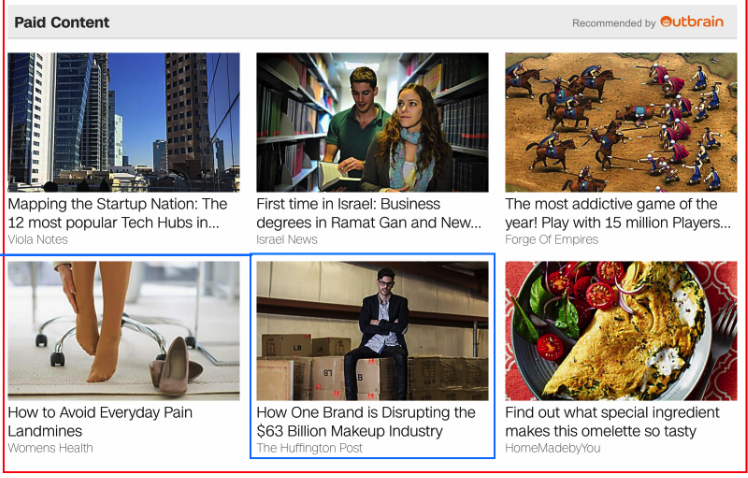 Paid Content
Recommended by Outbrain
Mapping the Startup Nation: The
12 most popular Tech Hubs in...
Viola Notes
First time in Israel: Business
degrees in Ramat Gan and New...
Israel News
The most addictive game of the
year! Play with 15 million Players...
Forge Of Empires
LB
LB
How to Avoid Everyday Pain
Landmines
Womens Health
How One Brand is Disrupting the
$63 Billion Makeup Industry
The Huffington Post
Find out what special ingredient
makes this omelette so tasty
HomeMadebyYou